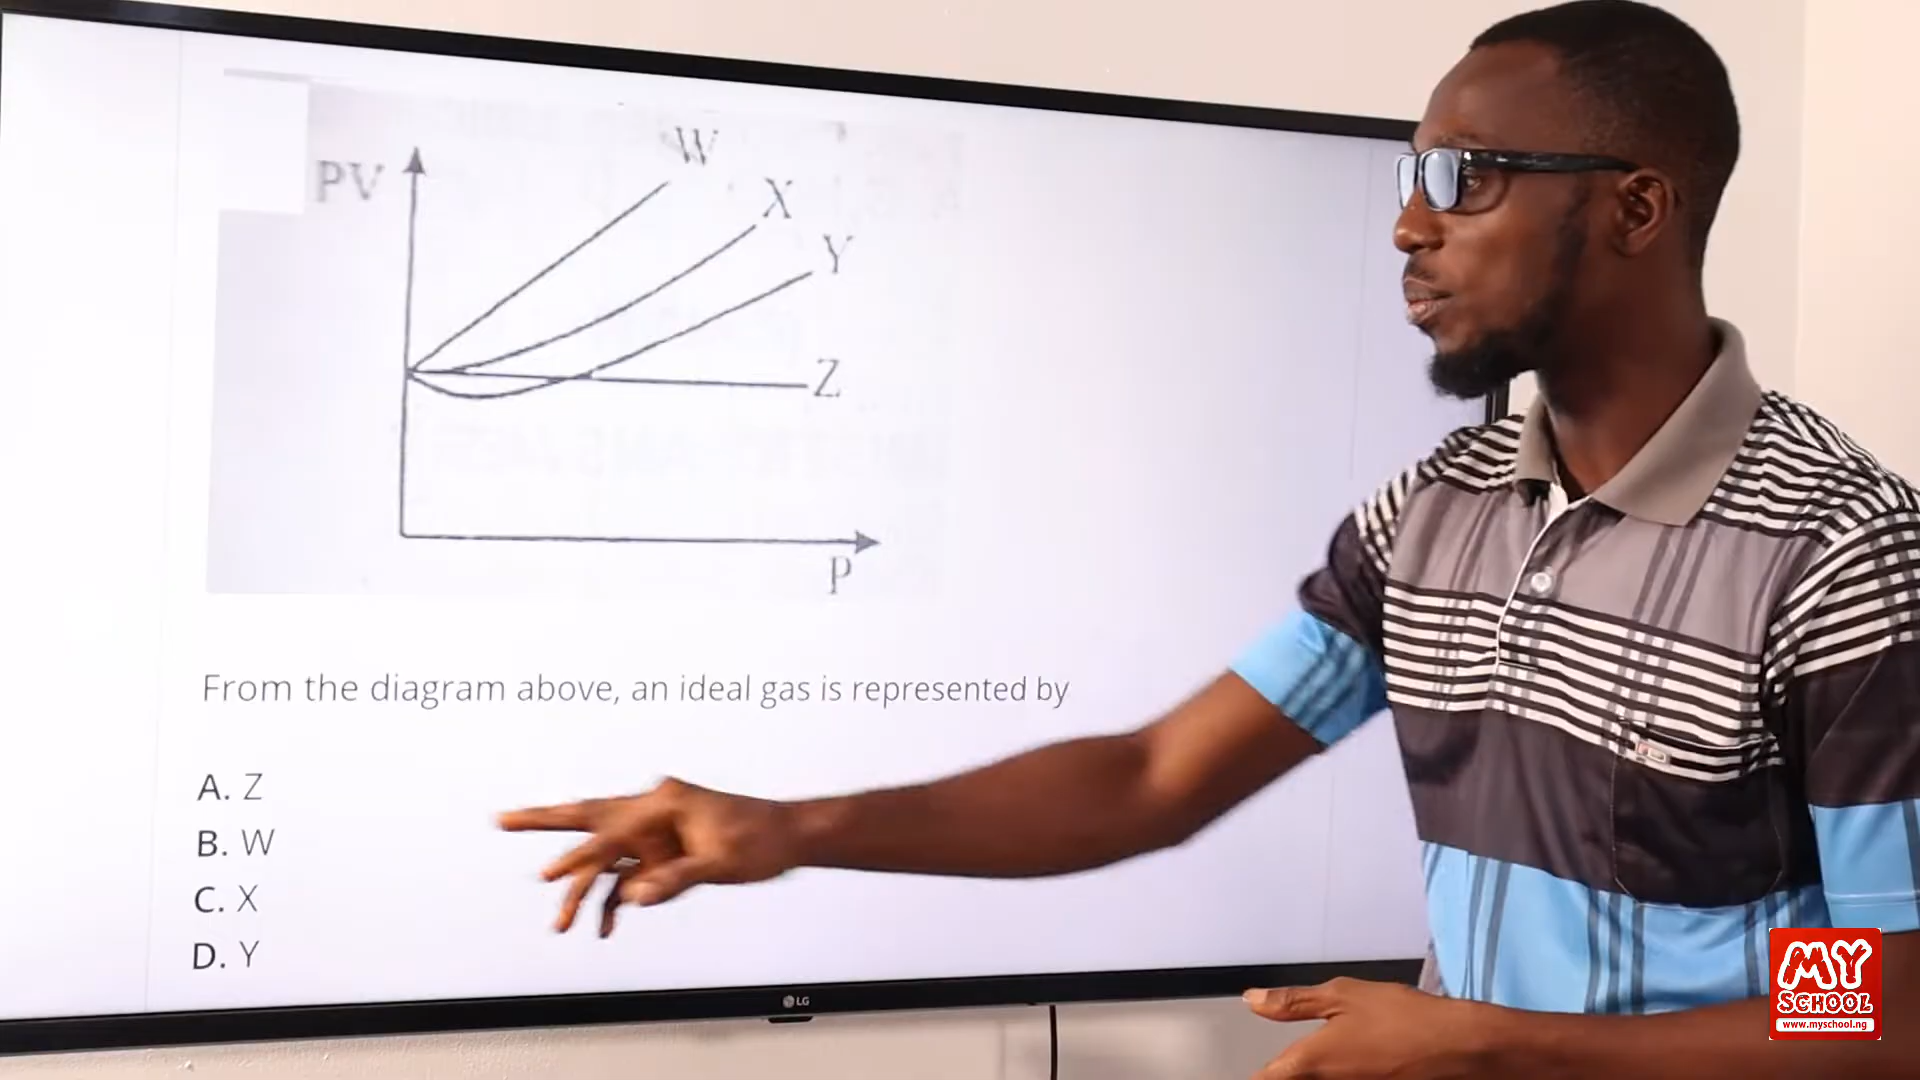 W
X
PV
Y
Z
P
From the diagram above, an ideal gas is represented by
A. Z
B. W
C. X
D. Y
LG
MY
SCHOOL
www.myschool.ng